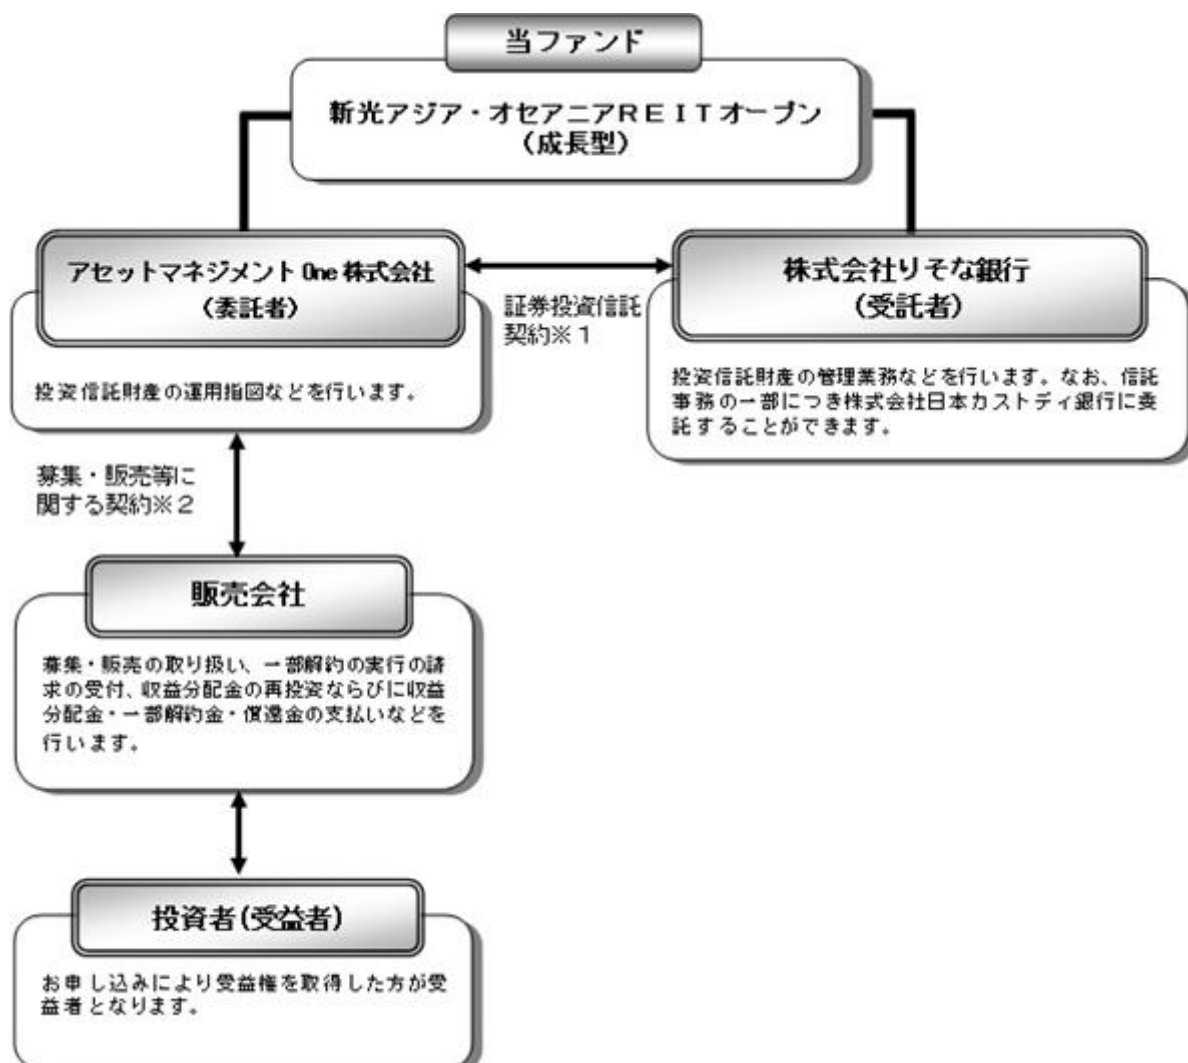 当ファンド
新光アジア・オセアニアＲＥＩＴオープン
（成長型）
アセットマネジメント One 株式会社
（委託者）
投資信託財産の運用指図などを行います。
証券投資信託
契約※１
株式会社りそな銀行
（受託者）
投資信託財産の管理業務などを行います。なお、信託
事務の一部につき株式会社日本カストディ銀行に委
託することができます。
募集・販売等に
関する契約※２
販売会社
募集・販売の取り扱い、一部解約の実行の請
求の受付、収益分配金の再投資ならびに収益
分配金・一部解約金・償還金の支払いなどを
行います。
投資者(受益者)
お申し込みにより受益権を取得した方が受
益者となります。